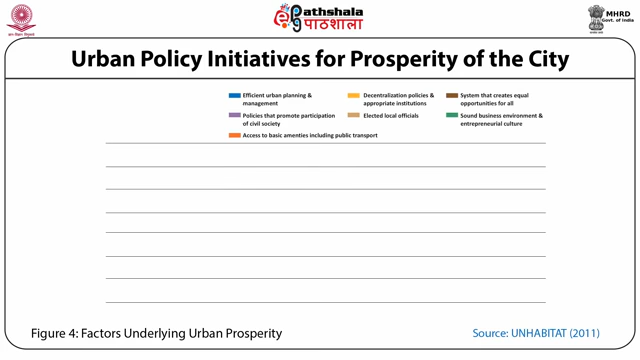 ePathshala
पाठशाला
MHRD
Govt. of India
Urban Policy Initiatives for Prosperity of the City
Efficient urban planning & management
Decentralization policies & appropriate institutions
System that creates equal opportunities for all
Policies that promote participation of civil society
Elected local officials
Sound business environment & entrepreneurial culture
Access to basic amenties including public transport
Figure 4: Factors Underlying Urban Prosperity
Source: UNHABITAT (2011)